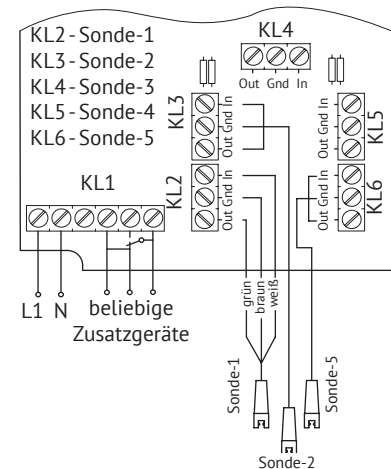 KL2 - Sonde-1
KL3 - Sonde-2
KL4 - Sonde-3
KL5 - Sonde-4
KL6 - Sonde-5
KL4
Out Gnd In
KL3
Out Gnd In
KL5
Out Gnd In
KL1
KL2
Out Gnd In
KL6
Out Gnd In
L1 N beliebige
Zusatzgeräte
grün
braun
weiß
Sonde-1
Sonde-5
Sonde-2